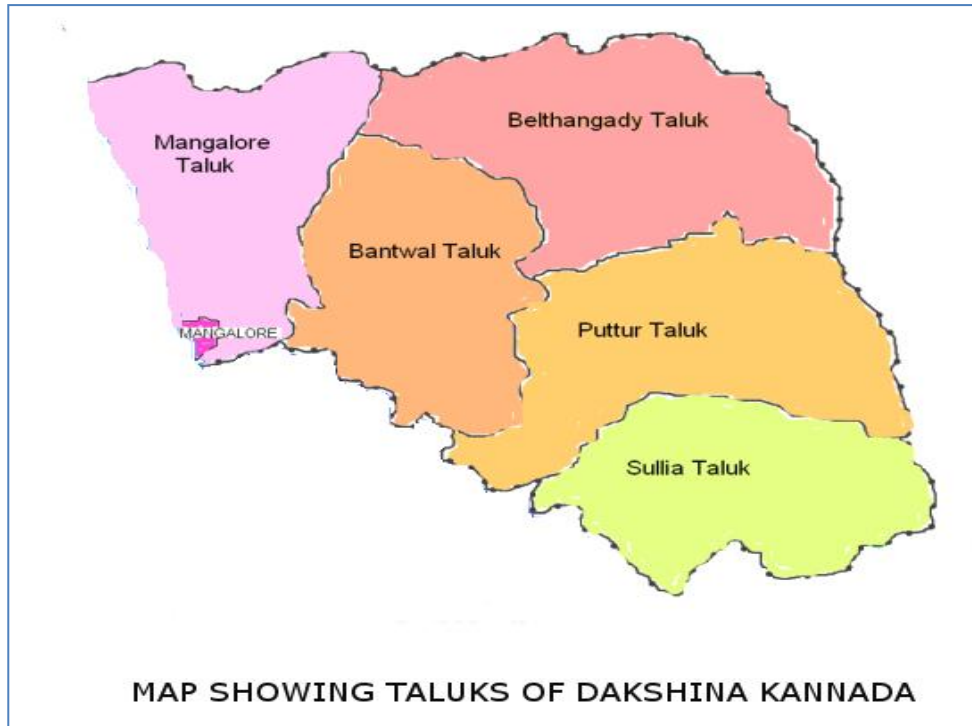 Belthangady Taluk
Mangalore
Taluk
Bantwal Taluk
MANGALORE
Puttur Taluk
Sullia Taluk
MAP SHOWING TALUKS OF DAKSHINA KANNADA